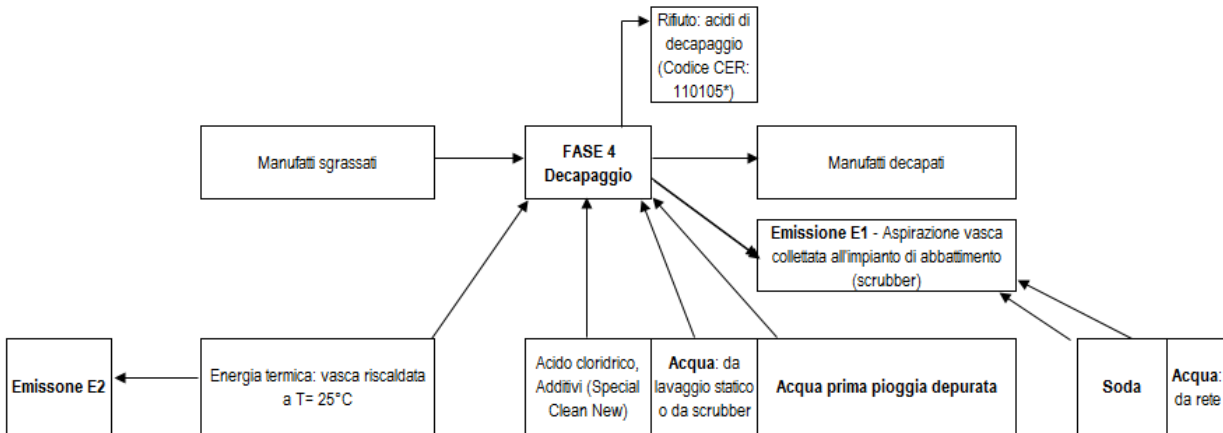 Rifiuto: acidi di
decapaggio
(Codice CER:
110105*)
Manufatti sgrassati
FASE 4
Decapaggio
Manufatti decapati
Emissione E1 - Aspirazione vasca
collettata all'impianto di abbattimento
(scrubber)
Emissone E2
Energia termica: vasca riscaldata
a T= 25°C
Acido cloridrico,
Additivi (Special
Clean New)
Acqua: da
lavaggio statico
o da scrubber
Acqua prima pioggia depurata
Soda
Acqua:
da rete